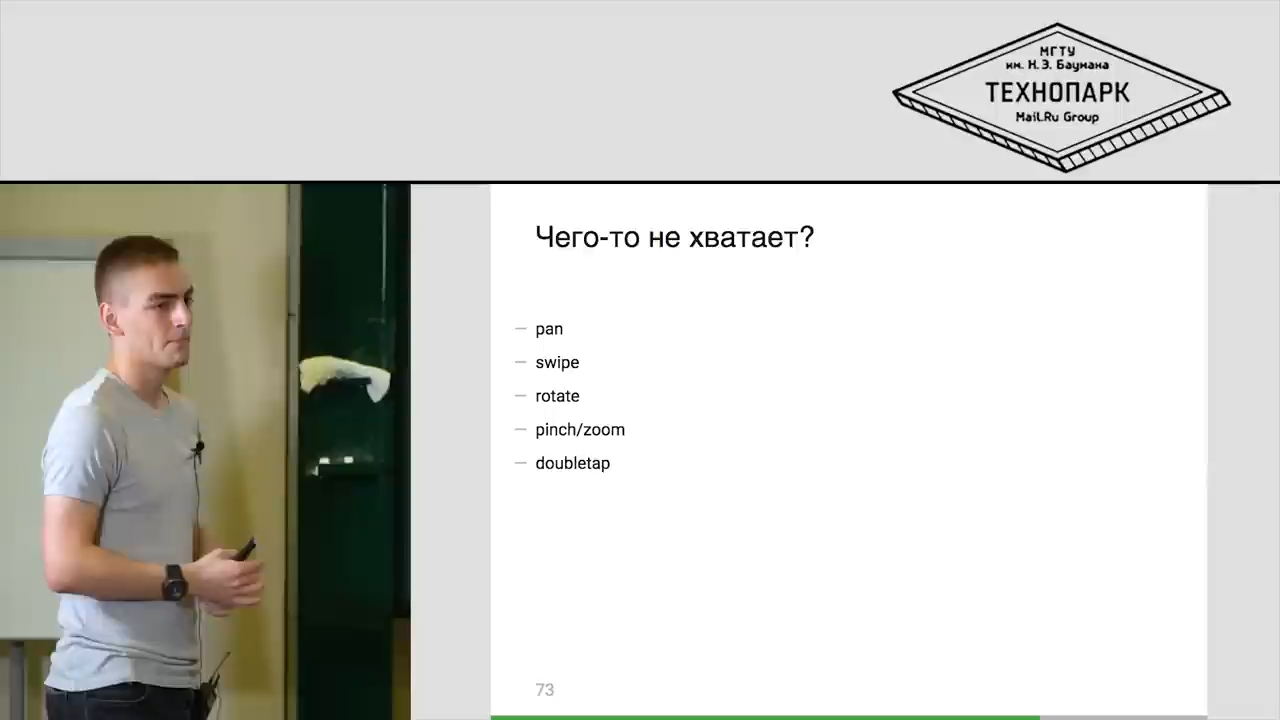 МГТУ
им. Н.Э. Баумана
ТЕХНОПАРК
Mail.Ru Group
Чего-то не хватает?
— pan
— swipe
— rotate
— pinch/zoom
— doubletap
73